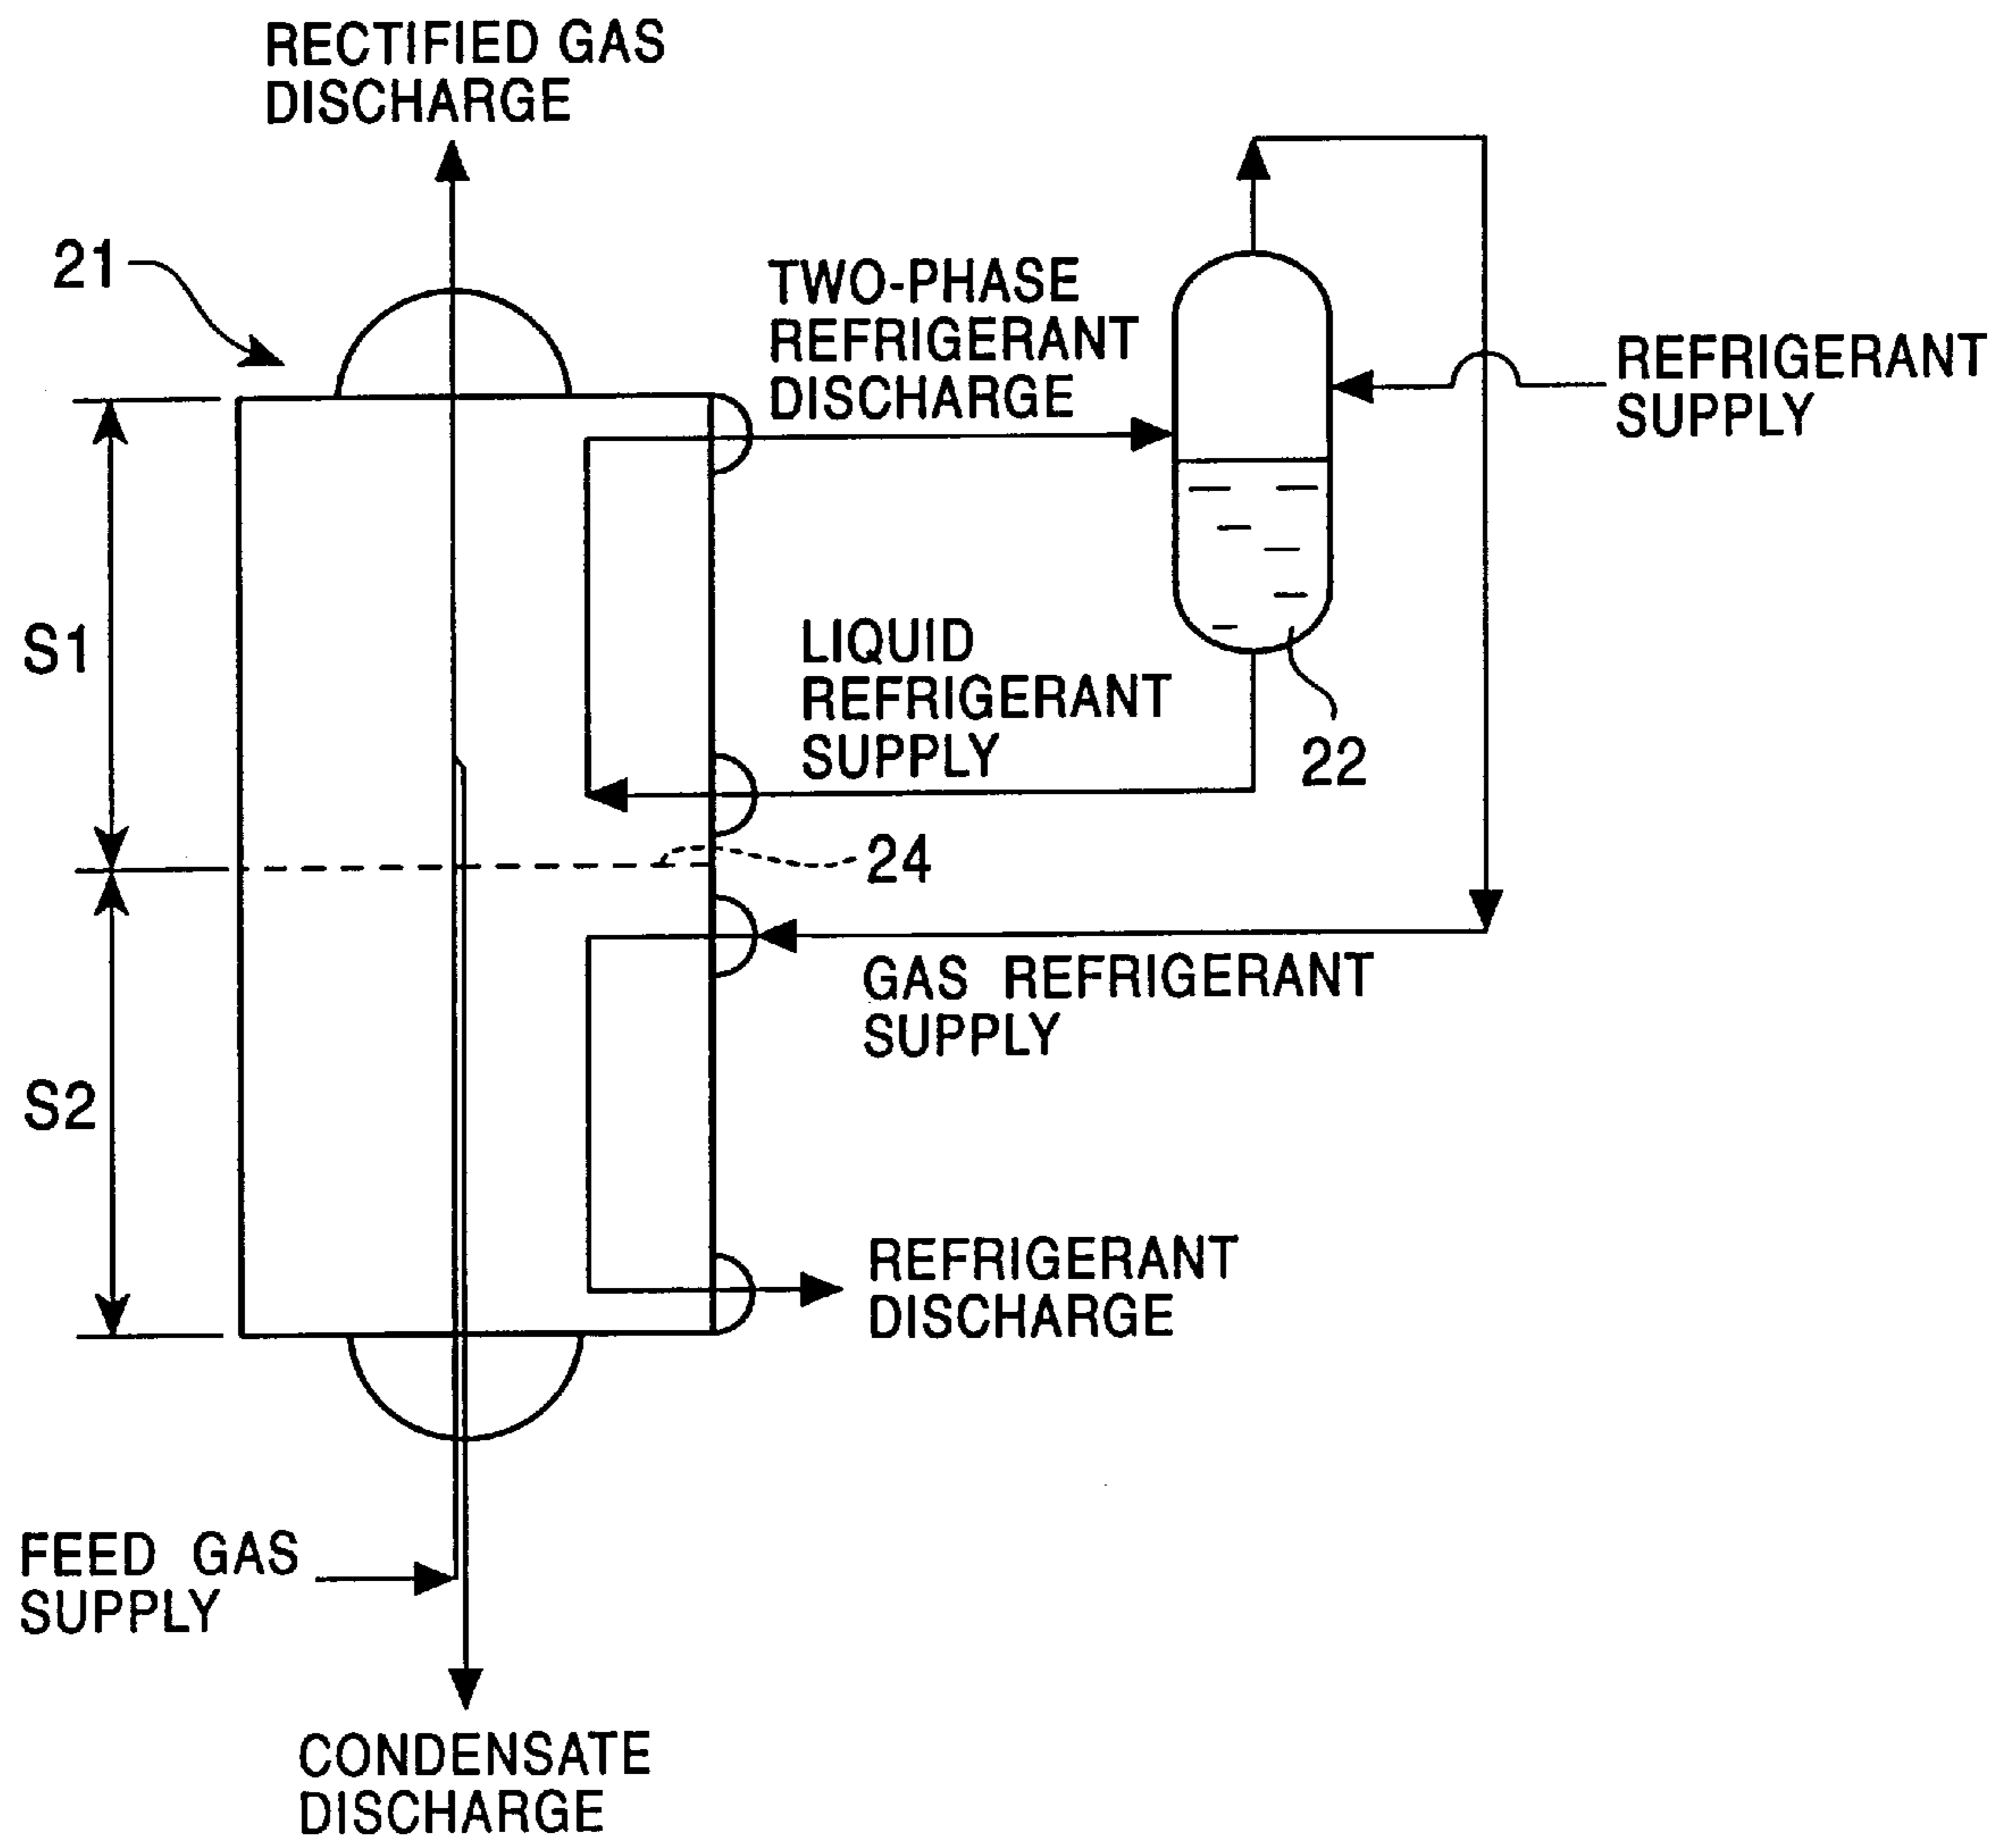 RECTIFIED GAS
DISCHARGE
21
TWO-PHASE
REFRIGERANT
DISCHARGE
REFRIGERANT
SUPPLY
S1
LIQUID
REFRIGERANT
SUPPLY
22
24
GAS REFRIGERANT
SUPPLY
S2
REFRIGERANT
DISCHARGE
FEED GAS
SUPPLY
CONDENSATE
DISCHARGE